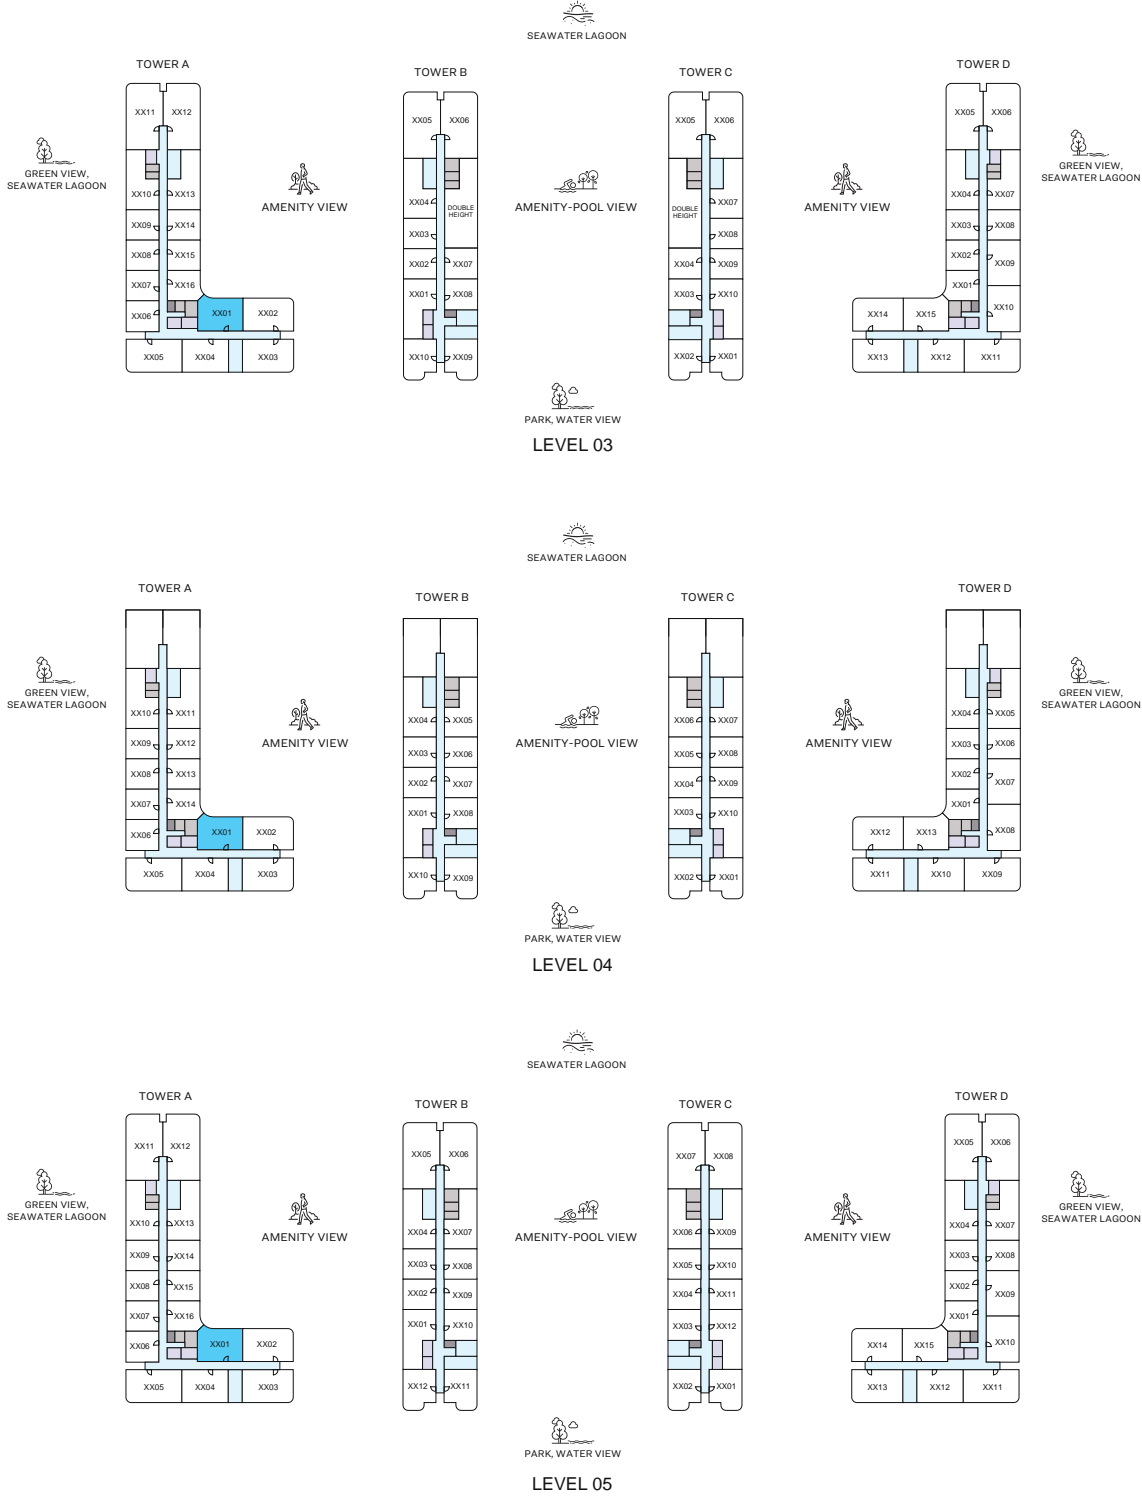 SEAWATER LAGOON
TOWER A
TOWER B
TOWER C
TOWER D
XX11 XX12
XX05 XX06
XX05 XX06
XX05 XX06
GREEN VIEW,
SEAWATER LAGOON
AMENITY VIEW
AMENITY-POOL VIEW
AMENITY VIEW
GREEN VIEW,
SEAWATER LAGOON
XX10 XX13
XX09 XX14
XX08 XX15
XX07 XX16
XX06 XX01 XX02
XX05 XX04 XX03
XX04 DOUBLE
HEIGHT
XX03
XX02 XX07
XX01 XX08
XX10 XX09
DOUBLE
HEIGHT
XX07
XX08
XX04 XX09
XX03 XX10
XX02 XX01
XX04 XX07
XX03 XX08
XX02 XX09
XX01
XX10
XX14 XX15
XX13 XX12 XX11
PARK, WATER VIEW
LEVEL 03
SEAWATER LAGOON
TOWER A
TOWER B
TOWER C
TOWER D
GREEN VIEW,
SEAWATER LAGOON
AMENITY VIEW
AMENITY-POOL VIEW
AMENITY VIEW
GREEN VIEW,
SEAWATER LAGOON
XX10 XX11
XX09 XX12
XX08 XX13
XX07 XX14
XX06 XX01 XX02
XX05 XX04 XX03
XX04 XX05
XX03 XX06
XX02 XX07
XX01 XX08
XX10 XX09
XX06 XX07
XX05 XX08
XX04 XX09
XX03 XX10
XX02 XX01
XX04 XX05
XX03 XX06
XX02 XX07
XX01
XX08
XX12 XX13
XX11 XX10 XX09
PARK, WATER VIEW
LEVEL 04
SEAWATER LAGOON
TOWER A
TOWER B
TOWER C
TOWER D
XX11 XX12
XX05 XX06
XX07 XX08
XX05 XX06
GREEN VIEW,
SEAWATER LAGOON
AMENITY VIEW
AMENITY-POOL VIEW
AMENITY VIEW
GREEN VIEW,
SEAWATER LAGOON
XX10 XX13
XX09 XX14
XX08 XX15
XX07 XX16
XX06 XX01 XX02
XX05 XX04 XX03
XX04 XX07
XX03 XX08
XX02 XX09
XX01 XX10
XX12 XX11
XX06 XX09
XX05 XX10
XX04 XX11
XX03 XX12
XX02 XX01
XX04 XX07
XX03 XX08
XX02 XX09
XX01
XX10
XX14 XX15
XX13 XX12 XX11
PARK, WATER VIEW
LEVEL 05